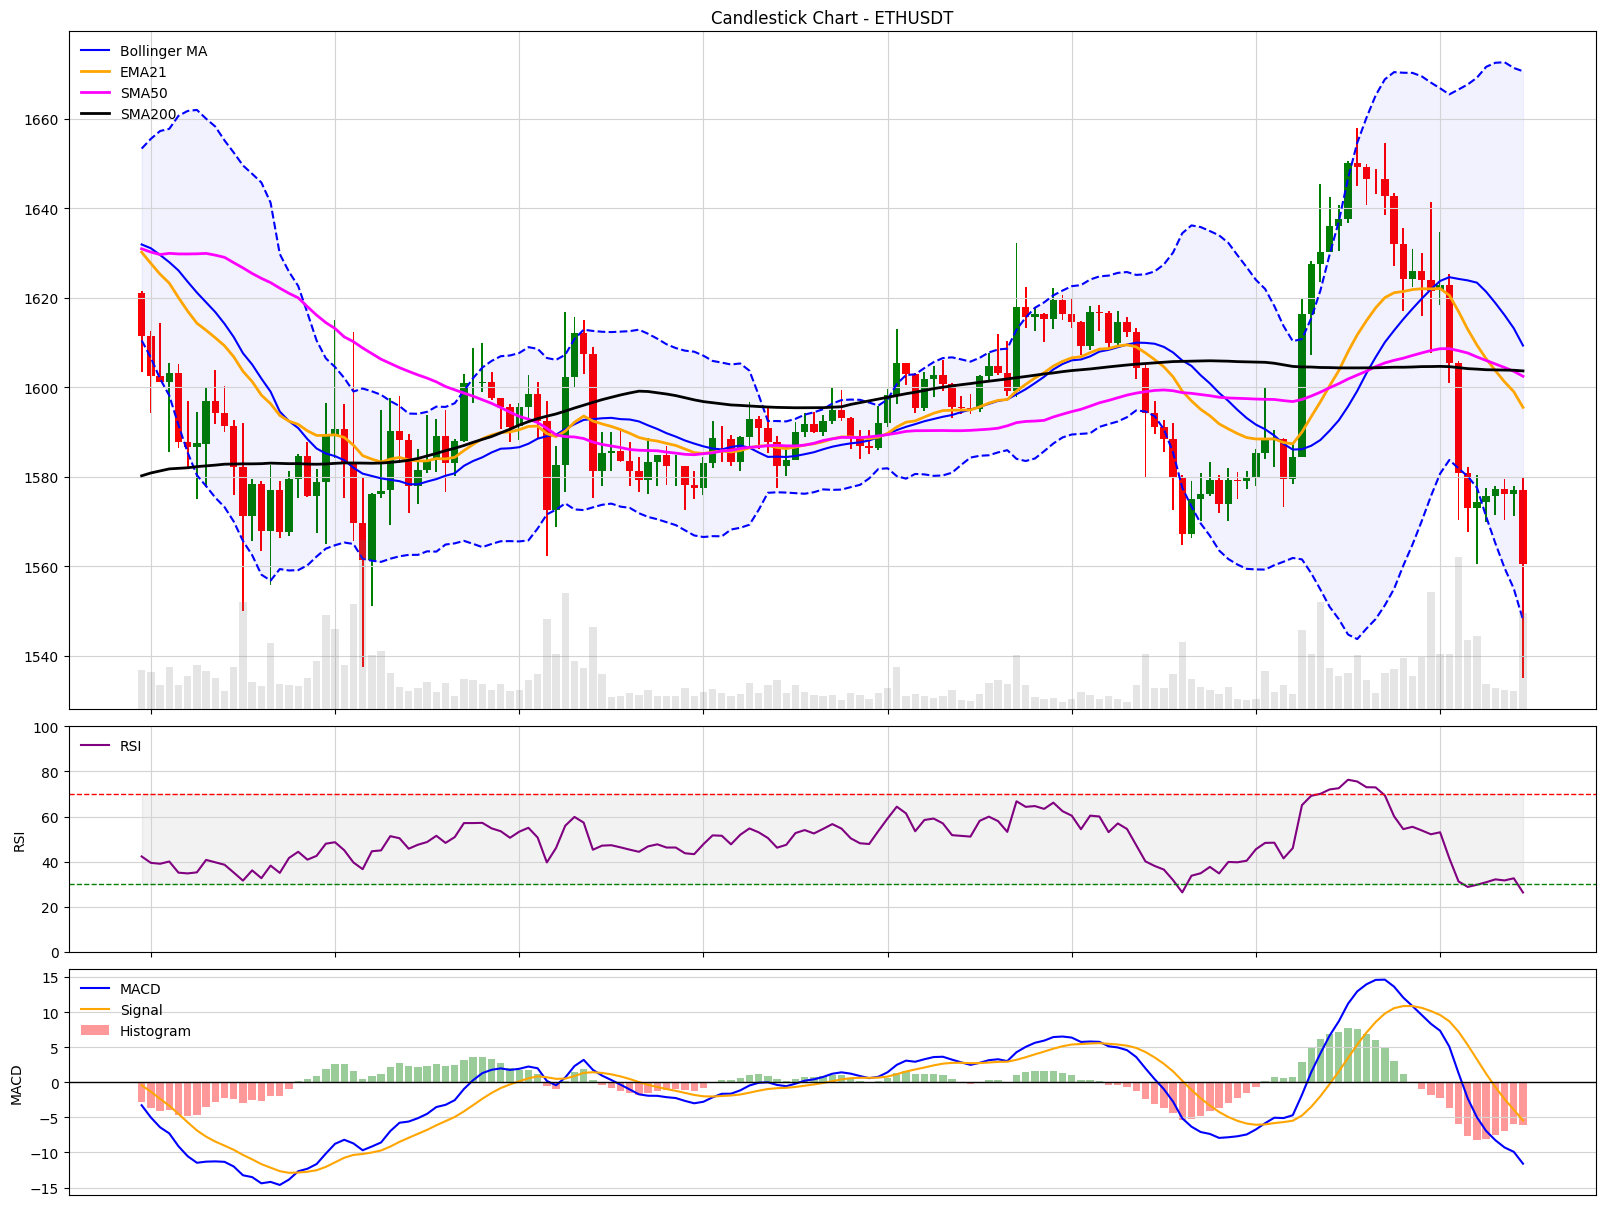 Candlestick Chart - ETHUSDT
Bollinger MA
EMA21
SMA50
SMA200
1660
1640
1620
1600
1580
1560
1540
100
80
60
40
20
0
RSI
RSI
15
10
5
0
−5
−10
−15
MACD
MACD
Signal
Histogram